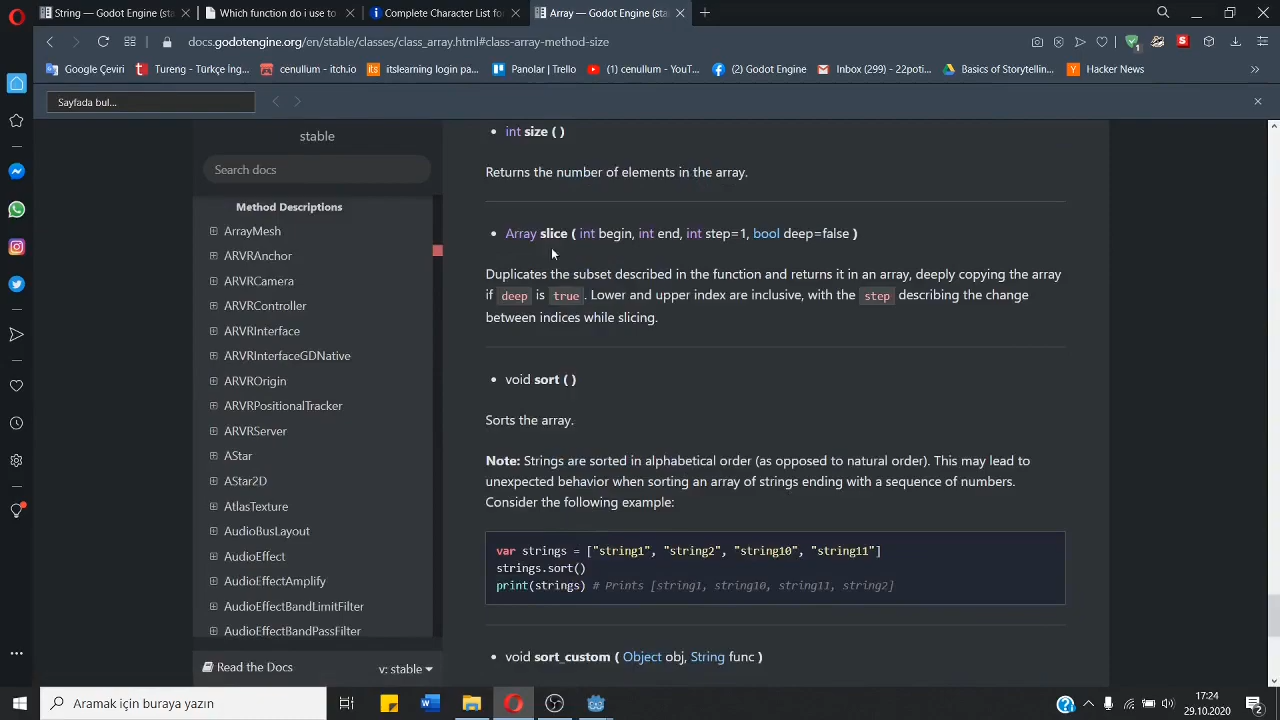 String — Godot Engine (st
Which function do i use to
Complete Character List for
Array — Godot Engine (sta
docs.godotengine.org/en/stable/classes/class_array.html#class-array-method-size
Google Çeviri
Tureng - Türkçe İng...
cenullum - itch.io
itslearning login pa...
Panolar | Trello
cenullum - YouT...
(2) Godot Engine
Inbox (299) - 22poti...
Basics of Storytellin...
Hacker News
Sayfada bul...
stable
Search docs
Method Descriptions
ArrayMesh
ARVRAnchor
ARVRCamera
ARVRController
ARVRInterface
ARVRInterfaceGDNative
ARVROrigin
ARVRPositionalTracker
ARVRServer
AStar
AStar2D
AtlasTexture
AudioBusLayout
AudioEffect
AudioEffectAmplify
AudioEffectBandLimitFilter
AudioEffectBandPassFilter
Read the Docs
v: stable
int size ( )
Returns the number of elements in the array.
Array slice ( int begin, int end, int step=1, bool deep=false )
Duplicates the subset described in the function and returns it in an array, deeply copying the array
if deep is true. Lower and upper index are inclusive, with the step describing the change
between indices while slicing.
void sort ( )
Sorts the array.
Note: Strings are sorted in alphabetical order (as opposed to natural order). This may lead to
unexpected behavior when sorting an array of strings ending with a sequence of numbers.
Consider the following example:
var strings = ["string1", "string2", "string10", "string11"]
strings.sort()
print(strings) # Prints [string1, string10, string11, string2]
void sort_custom ( Object obj, String func )
Aramak için buraya yazın
17:24
29.10.2020
2